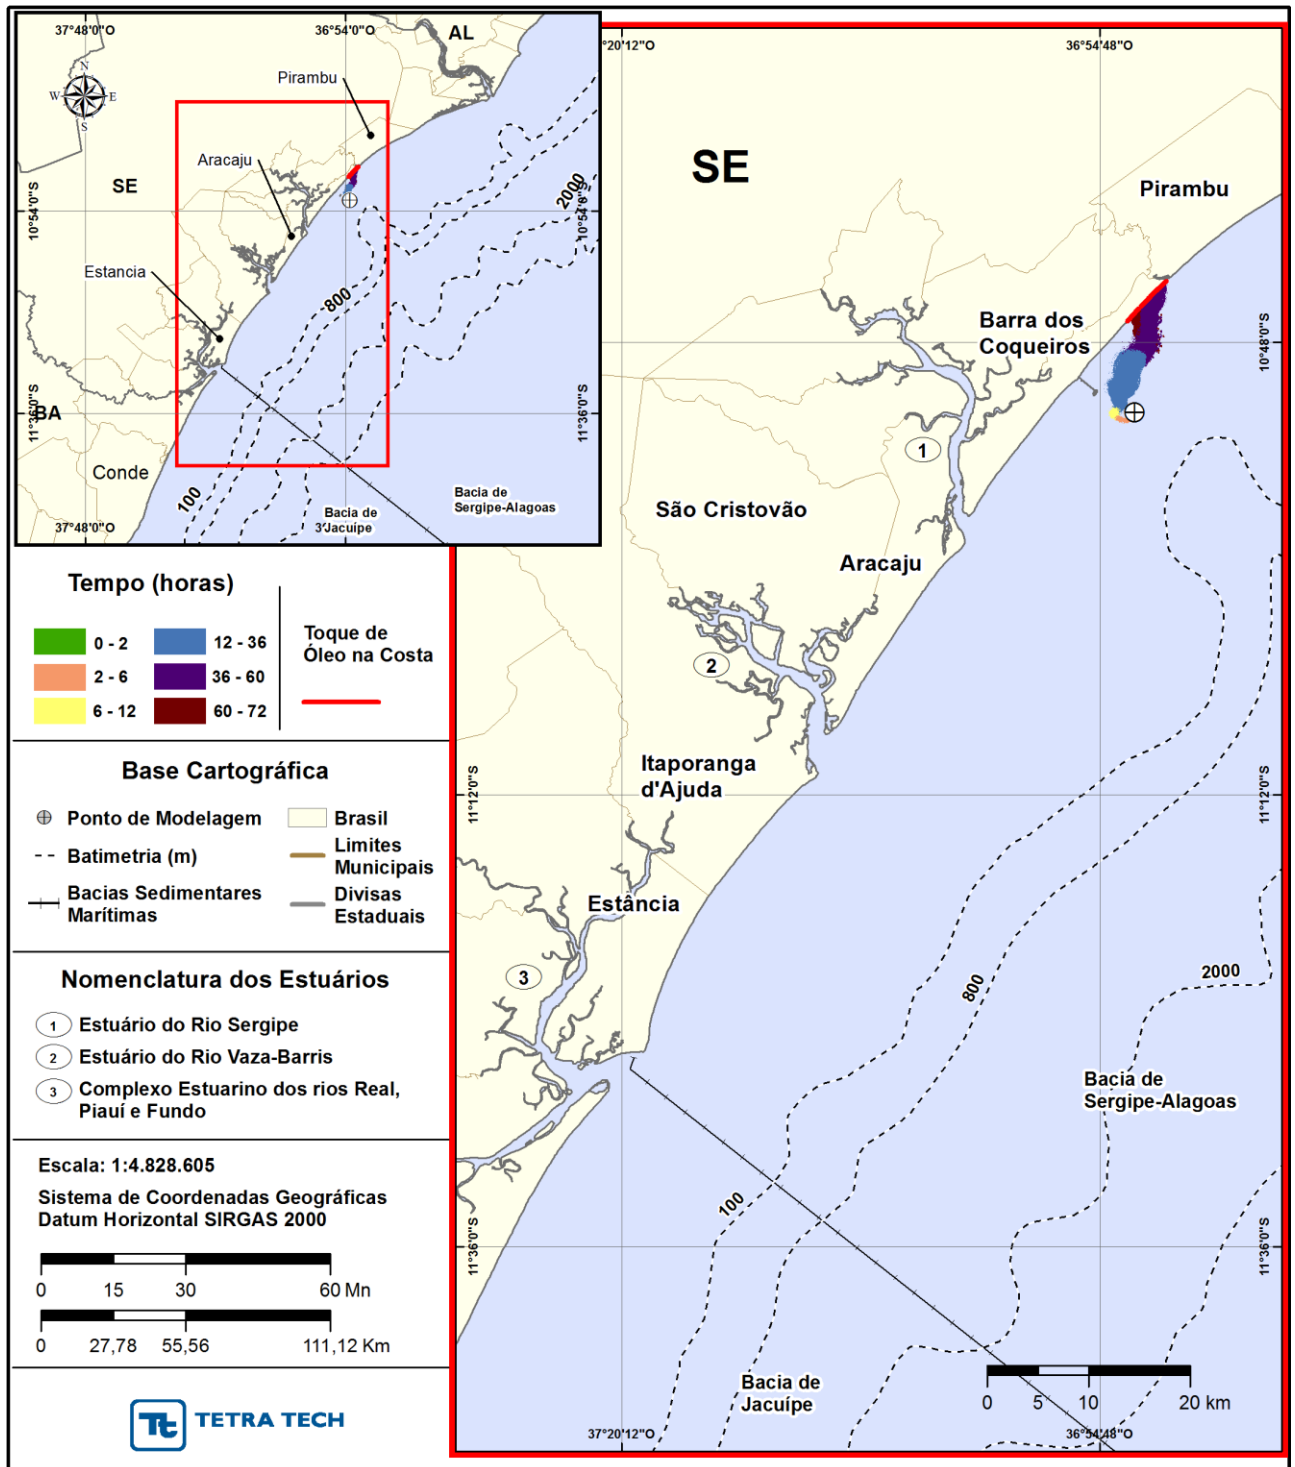 37°48'0"O
36°54'0"O
AL
Pirambu
N
W
E
S
Aracaju
SE
2000
10°54'0"S
10°54'0"S
Estancia
800
11°36'0"S
11°36'0"S
BA
Conde
100
Bacia de
Sergipe-Alagoas
Bacia de
Jacuípe
37°48'0"O
°20'12"O
36°54'48"O
SE
Pirambu
Barra dos
Coqueiros
10°48'0"S
1
São Cristovão
Aracaju
2
Itaporanga
d'Ajuda
11°12'0"S
11°12'0"S
Estância
3
800
2000
Bacia de
Sergipe-Alagoas
100
11°36'0"S
11°36'0"S
Bacia de
Jacuípe
0 5 10 20 km
37°20'12"O
36°54'48"O
Tempo (horas)
0 - 2
12 - 36
2 - 6
36 - 60
6 - 12
60 - 72
Toque de
Óleo na Costa
Base Cartográfica
Ponto de Modelagem
Brasil
Batimetria (m)
Limites
Municipais
Bacias Sedimentares
Marítimas
Divisas
Estaduais
Nomenclatura dos Estuários
1 Estuário do Rio Sergipe
2 Estuário do Rio Vaza-Barris
3 Complexo Estuarino dos rios Real,
Piauí e Fundo
Escala: 1:4.828.605
Sistema de Coordenadas Geográficas
Datum Horizontal SIRGAS 2000
0 15 30 60 Mn
0 27,78 55,56 111,12 Km
Tt TETRA TECH